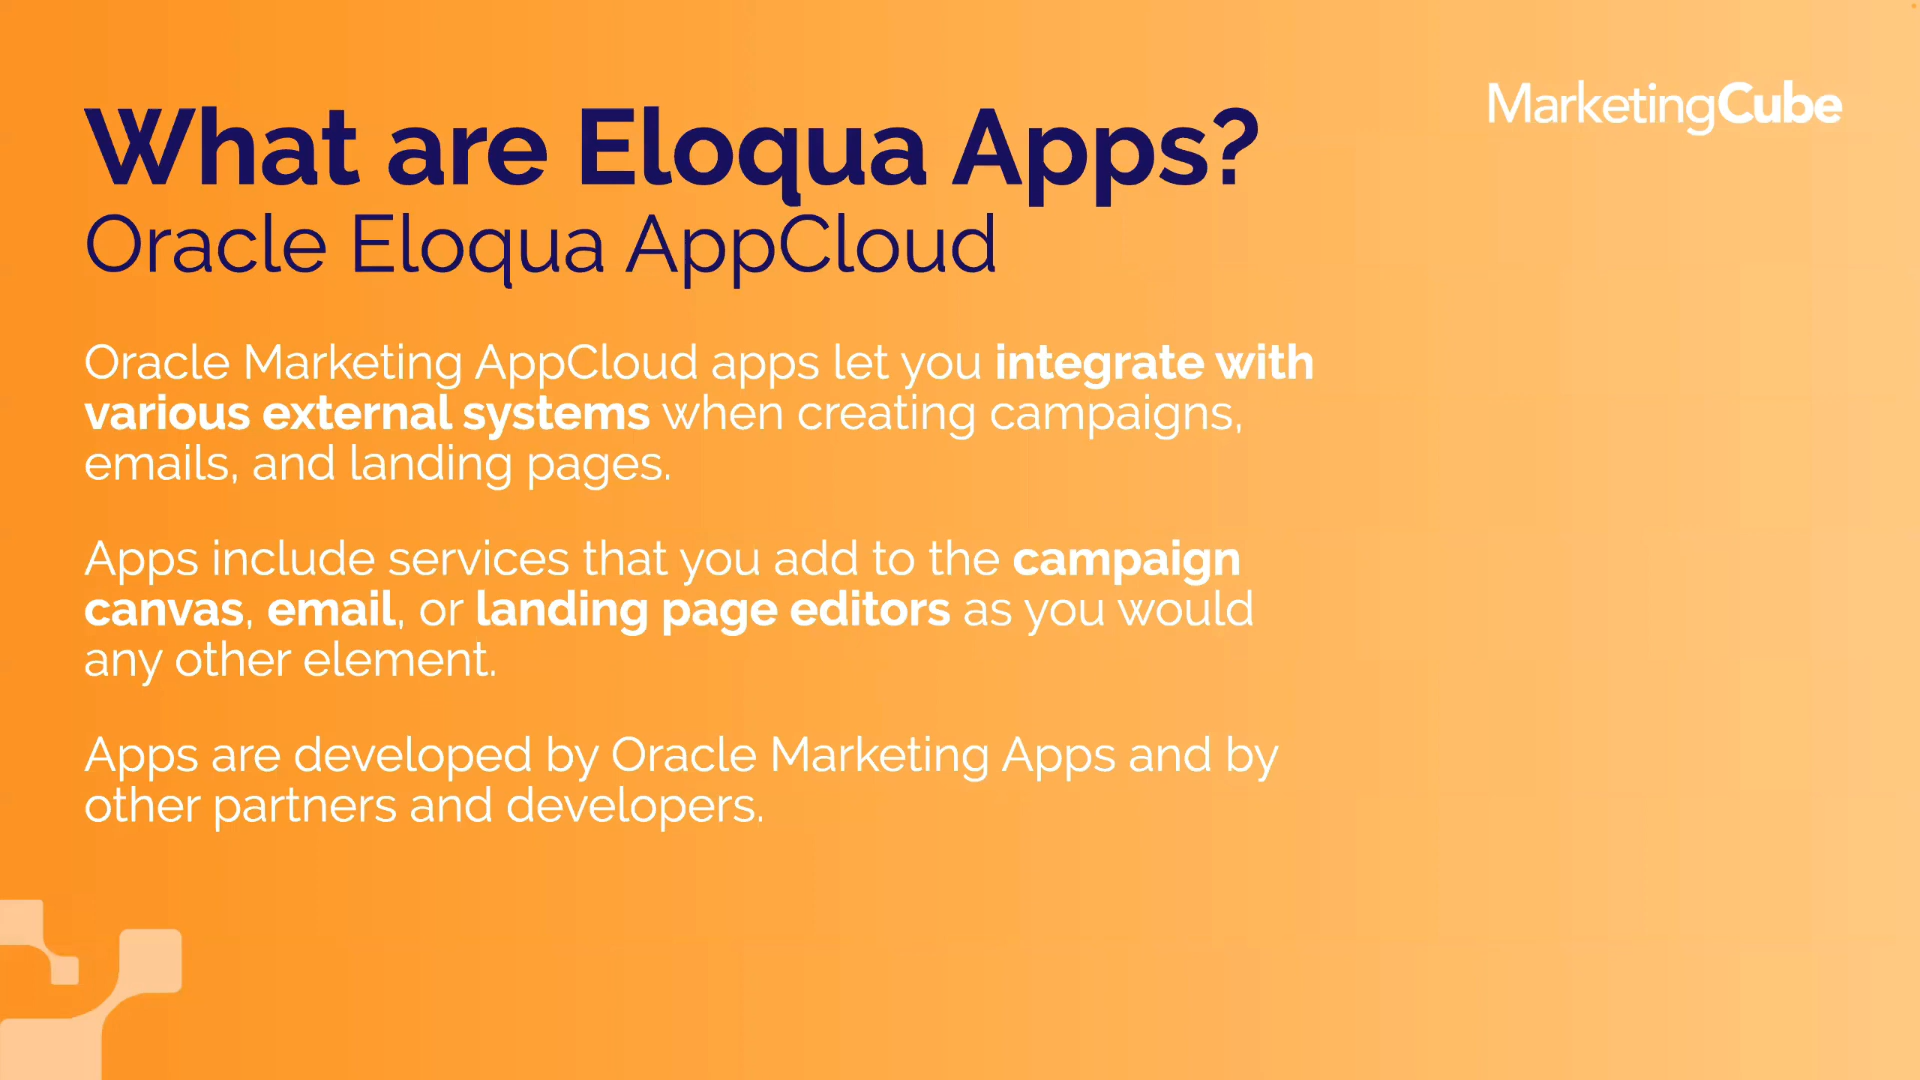 MarketingCube
What are Eloqua Apps?
Oracle Eloqua AppCloud
Oracle Marketing AppCloud apps let you integrate with
various external systems when creating campaigns,
emails, and landing pages.
Apps include services that you add to the campaign
canvas, email, or landing page editors as you would
any other element.
Apps are developed by Oracle Marketing Apps and by
other partners and developers.